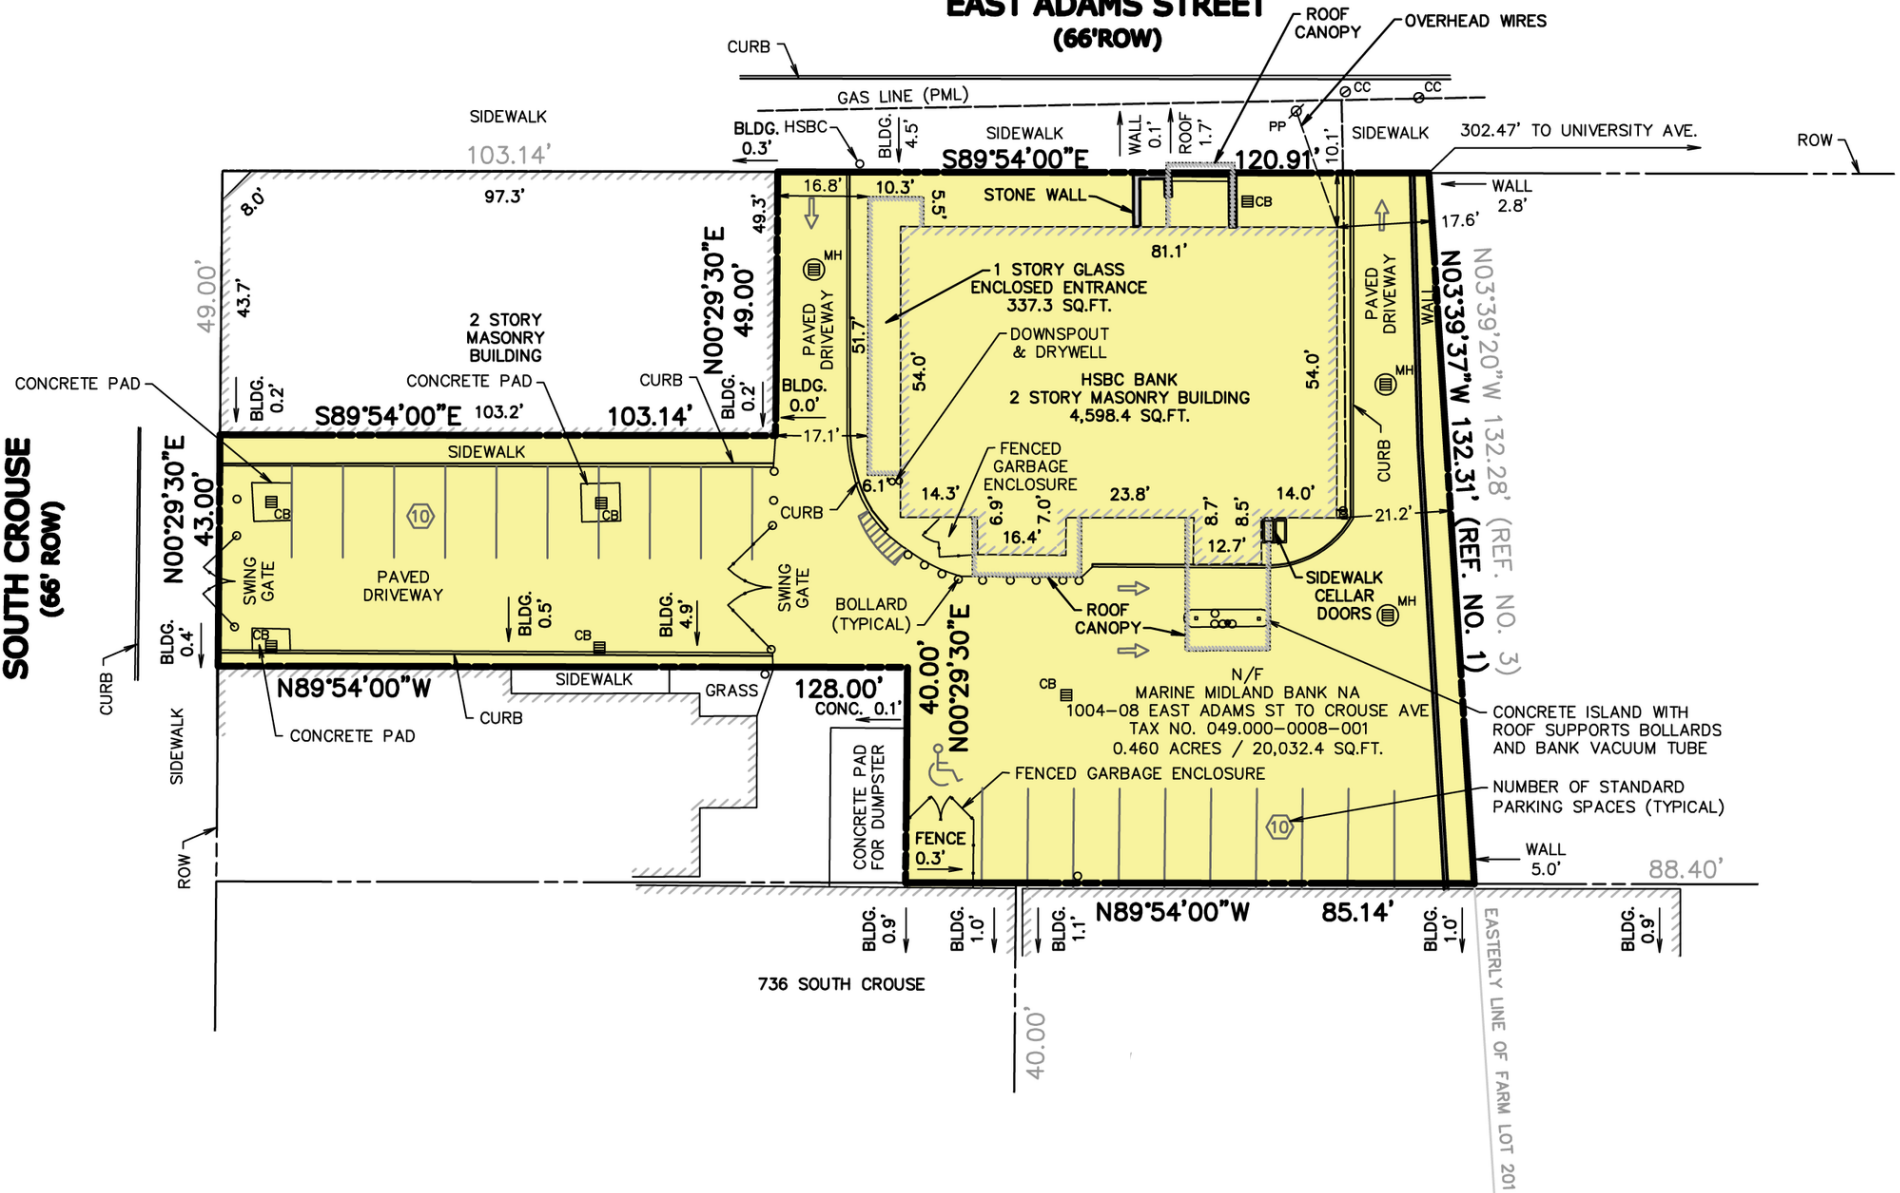 EAST ADAMS STREET
(66'ROW)
ROOF
CANOPY
OVERHEAD WIRES
CURB
GAS LINE (PML)
CC
CC
SIDEWALK
103.14'
BLDG.
0.3'
HSBC
BLDG.
4.5'
SIDEWALK
S89°54'00"E
WALL
0.1'
ROOF
1.7'
PP
120.91'
10.1'
SIDEWALK
302.47' TO UNIVERSITY AVE.
ROW
8.0'
97.3'
49.3'
16.8'
10.3'
5.5'
STONE WALL
CB
WALL
2.8'
17.6'
49.00'
43.7'
2 STORY
MASONRY
BUILDING
N00°29'30"E
49.00'
MH
PAVED
DRIVEWAY
51.7'
81.1'
1 STORY GLASS
ENCLOSED ENTRANCE
337.3 SQ.FT.
DOWNSPOUT
& DRYWELL
54.0'
HSBC BANK
2 STORY MASONRY BUILDING
4,598.4 SQ.FT.
54.0'
PAVED
DRIVEWAY
MH
WALL
CURB
N03°39'37"W 132.31' (REF. NO. 1)
N03°39'20"W 132.28' (REF. NO. 3)
CONCRETE PAD
BLDG.
0.2'
CONCRETE PAD
CURB
BLDG.
0.2'
BLDG.
0.0'
S89°54'00"E
103.2'
103.14'
17.1'
SOUTH CROUSE
(66' ROW)
N00°29'30"E
43.00'
SIDEWALK
CB
10
CB
6.1'
CURB
14.3'
FENCED
GARBAGE
ENCLOSURE
6.9'
7.0'
16.4'
23.8'
8.7'
8.5'
12.7'
14.0'
21.2'
SWING
GATE
PAVED
DRIVEWAY
SWING
GATE
BLDG.
0.5'
BLDG.
4.9'
CB
CB
BLDG.
0.4'
CURB
BOLLARD
(TYPICAL)
ROOF
CANOPY
SIDEWALK
CELLAR
DOORS
MH
N89°54'00"W
SIDEWALK
GRASS
128.00'
CONC. 0.1'
40.00'
N00°29'30"E
CURB
CONCRETE PAD
SIDEWALK
ROW
CB
N/F
MARINE MIDLAND BANK NA
1004-08 EAST ADAMS ST TO CROUSE AVE
TAX NO. 049.000-0008-001
0.460 ACRES / 20,032.4 SQ.FT.
CONCRETE ISLAND WITH
ROOF SUPPORTS BOLLARDS
AND BANK VACUUM TUBE
CONCRETE PAD
FOR DUMPSTER
FENCED GARBAGE ENCLOSURE
NUMBER OF STANDARD
PARKING SPACES (TYPICAL)
10
FENCE
0.3'
WALL
5.0'
88.40'
BLDG.
0.9'
BLDG.
1.0'
BLDG.
1.1'
N89°54'00"W
85.14'
BLDG.
1.0'
BLDG.
0.9'
736 SOUTH CROUSE
40.00'
EASTERLY LINE OF FARM LOT 201